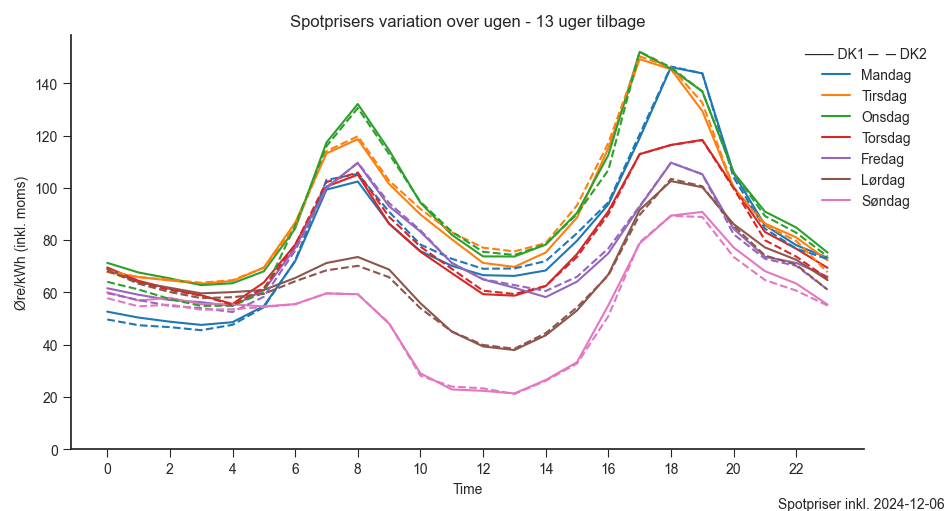 Spotprisers variation over ugen - 13 uger tilbage
DK1 DK2
Mandag
Tirsdag
Onsdag
Torsdag
Fredag
Lørdag
Søndag
Øre/kWh (inkl. moms)
140
120
100
80
60
40
20
0
0 2 4 6 8 10 12 14 16 18 20 22
Time
Spotpriser inkl. 2024-12-06